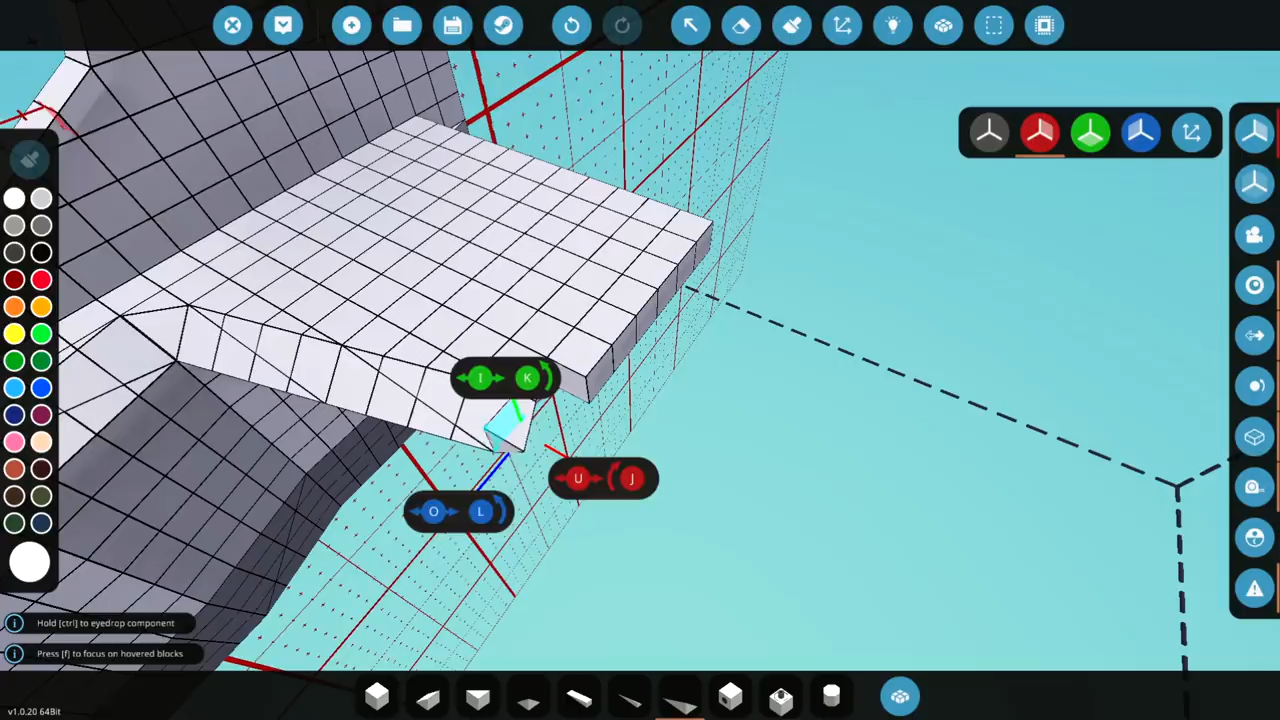 I K
U J
O L
Hold [ctrl] to eyedrop component
Press [f] to focus on hovered blocks
v1.0.20 64Bit